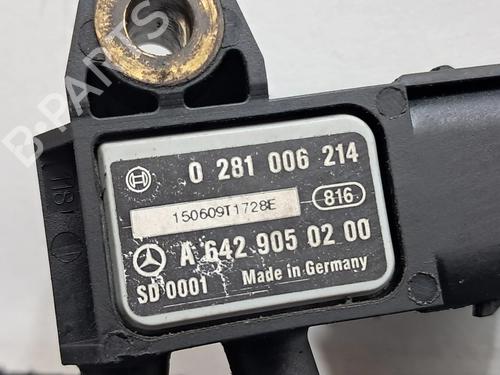 B-PARTS
0 281 006 214
150609T1728E
816
A 642 905 02 00
SD 0001 Made in Germany